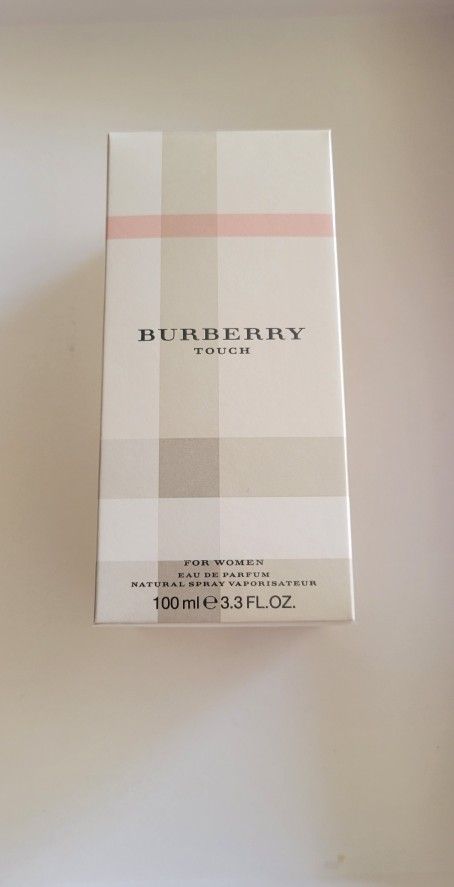 BURBERRY
TOUCH
FOR WOMEN
EAU DE PARFUM
NATURAL SPRAY VAPORISATEUR
100 ml ℮ 3.3 FL.OZ.